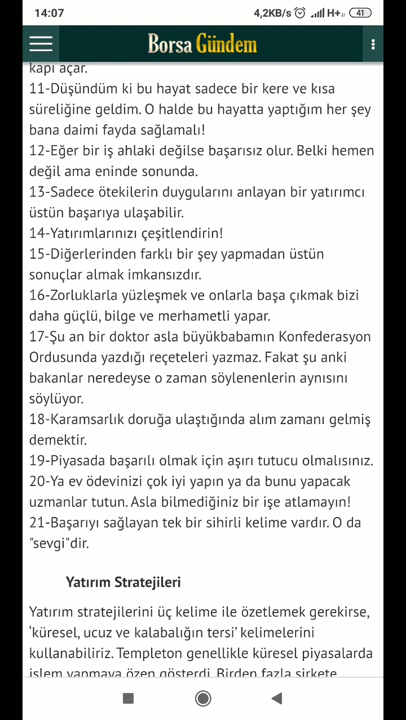 14:07
4,2KB/s H+ 41
Borsa Gündem
kapı açar.
11-Düşündüm ki bu hayat sadece bir kere ve kısa
süreliğine geldim. O halde bu hayatta yaptığım her şey
bana daimi fayda sağlamalı!
12-Eğer bir iş ahlaki değilse başarısız olur. Belki hemen
değil ama eninde sonunda.
13-Sadece ötekilerin duygularını anlayan bir yatırımcı
üstün başarıya ulaşabilir.
14-Yatırımlarınızı çeşitlendirin!
15-Diğerlerinden farklı bir şey yapmadan üstün
sonuçlar almak imkansızdır.
16-Zorluklarla yüzleşmek ve onlarla başa çıkmak bizi
daha güçlü, bilge ve merhametli yapar.
17-Şu an bir doktor asla büyükbabamın Konfederasyon
Ordusunda yazdığı reçeteleri yazmaz. Fakat şu anki
bakanlar neredeyse o zaman söylenenlerin aynısını
söylüyor.
18-Karamsarlık doruğa ulaştığında alım zamanı gelmiş
demektir.
19-Piyasada başarılı olmak için aşırı tutucu olmalısınız.
20-Ya ev ödevinizi çok iyi yapın ya da bunu yapacak
uzmanlar tutun. Asla bilmediğiniz bir işe atlamayın!
21-Başarıyı sağlayan tek bir sihirli kelime vardır. O da
"sevgi"dir.
Yatırım Stratejileri
Yatırım stratejilerini üç kelime ile özetlemek gerekirse,
‘küresel, ucuz ve kalabalığın tersi’ kelimelerini
kullanabiliriz. Templeton genellikle küresel piyasalarda
işlem yapmaya özen gösterdi. Birden fazla şirkete